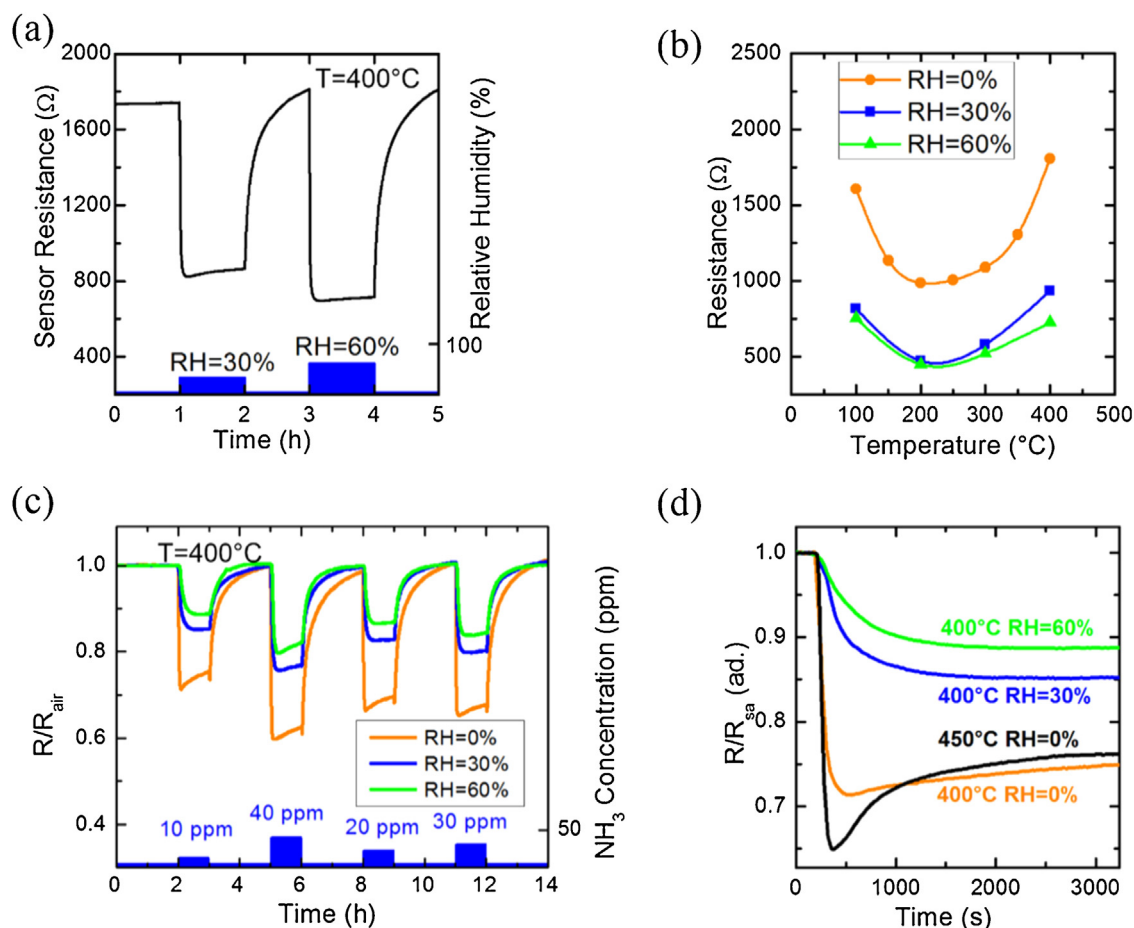 (a)
2000
1600
1200
800
400
Sensor Resistance (Ω)
T=400°C
RH=30%
RH=60%
100
Relative Humidity (%)
0 1 2 3 4 5
Time (h)
(b)
2500
2000
1500
1000
500
Resistance (Ω)
RH=0%
RH=30%
RH=60%
0 100 200 300 400 500
Temperature (°C)
(c)
1.0
0.8
0.6
0.4
R/Rair
T=400°C
RH=0%
RH=30%
RH=60%
10 ppm
40 ppm
20 ppm
30 ppm
50
NH3 Concentration (ppm)
0 2 4 6 8 10 12 14
Time (h)
(d)
1.0
0.9
0.8
0.7
R/Rsa (ad.)
400°C RH=60%
400°C RH=30%
450°C RH=0%
400°C RH=0%
0 1000 2000 3000
Time (s)